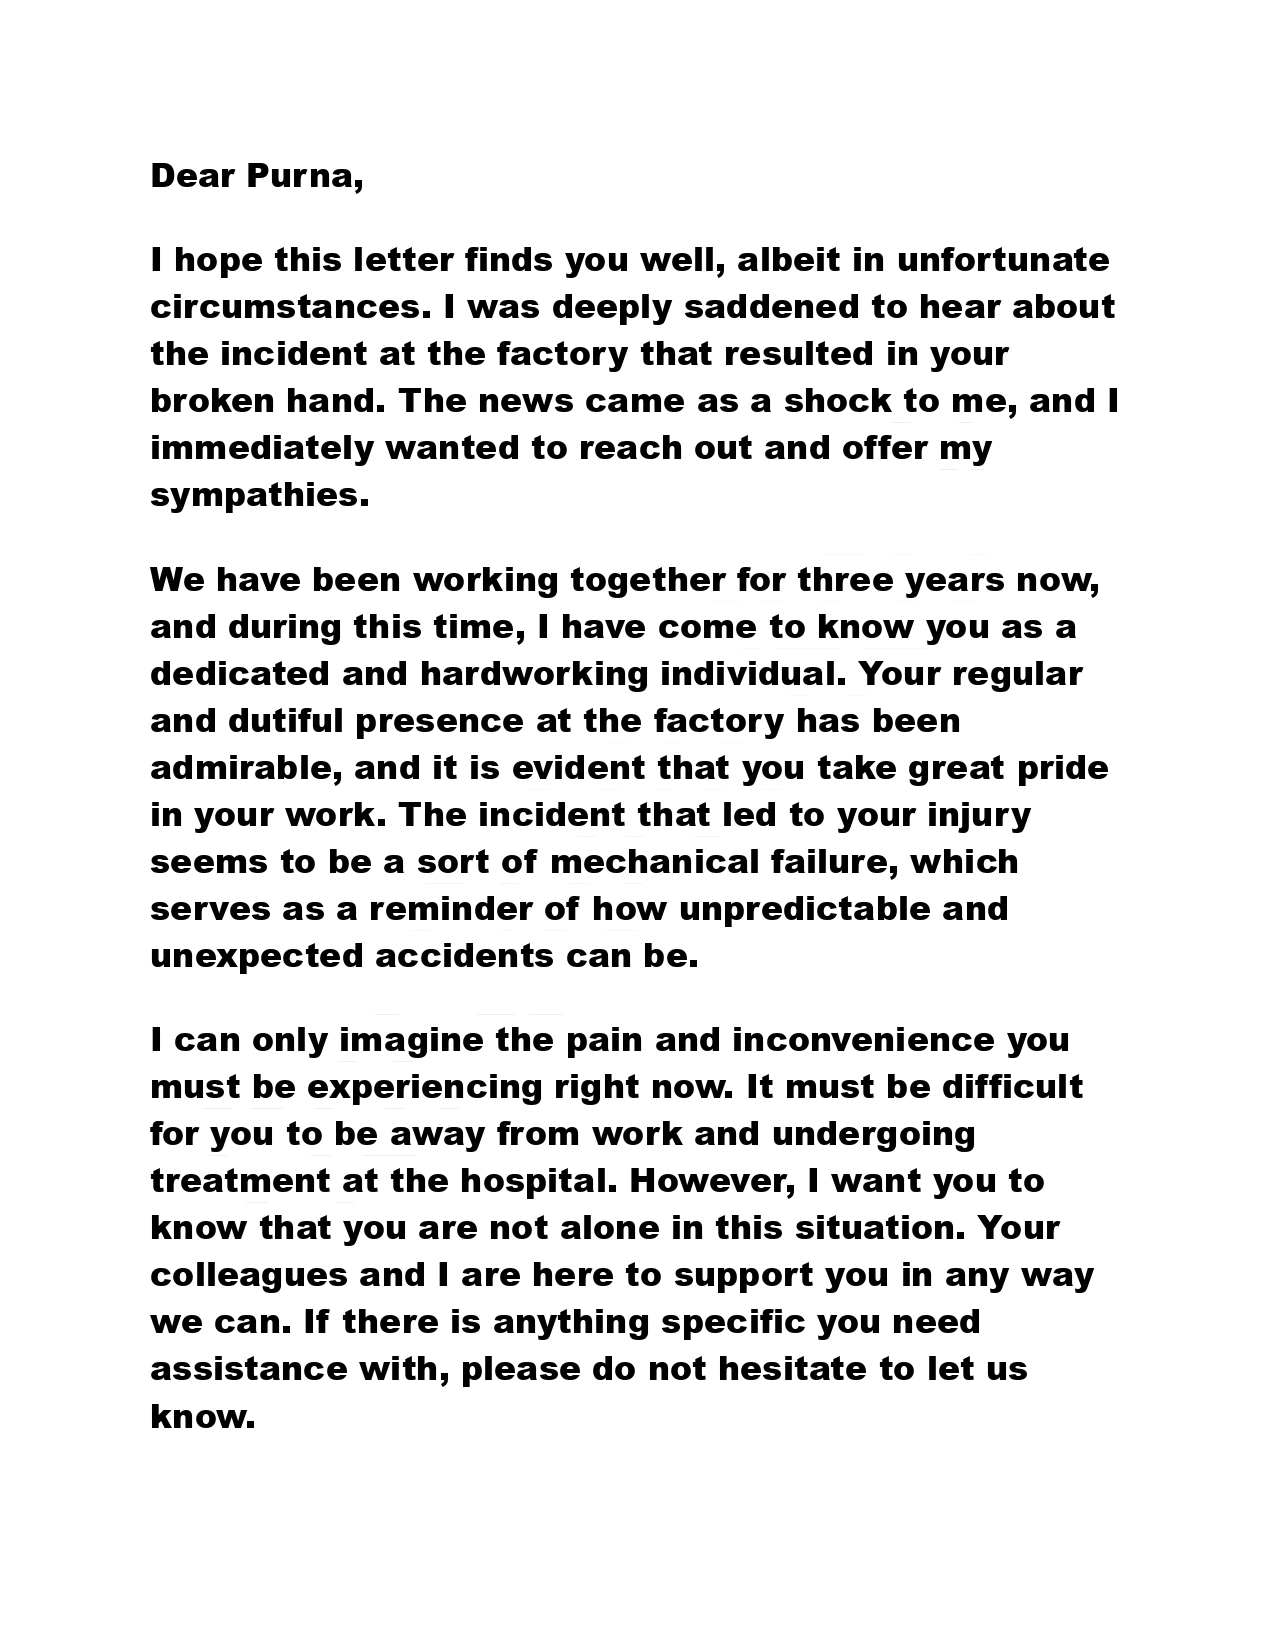 Dear Purna,
I hope this letter finds you well, albeit in unfortunate
circumstances. I was deeply saddened to hear about
the incident at the factory that resulted in your
broken hand. The news came as a shock to me, and I
immediately wanted to reach out and offer my
sympathies.
We have been working together for three years now,
and during this time, I have come to know you as a
dedicated and hardworking individual. Your regular
and dutiful presence at the factory has been
admirable, and it is evident that you take great pride
in your work. The incident that led to your injury
seems to be a sort of mechanical failure, which
serves as a reminder of how unpredictable and
unexpected accidents can be.
I can only imagine the pain and inconvenience you
must be experiencing right now. It must be difficult
for you to be away from work and undergoing
treatment at the hospital. However, I want you to
know that you are not alone in this situation. Your
colleagues and I are here to support you in any way
we can. If there is anything specific you need
assistance with, please do not hesitate to let us
know.